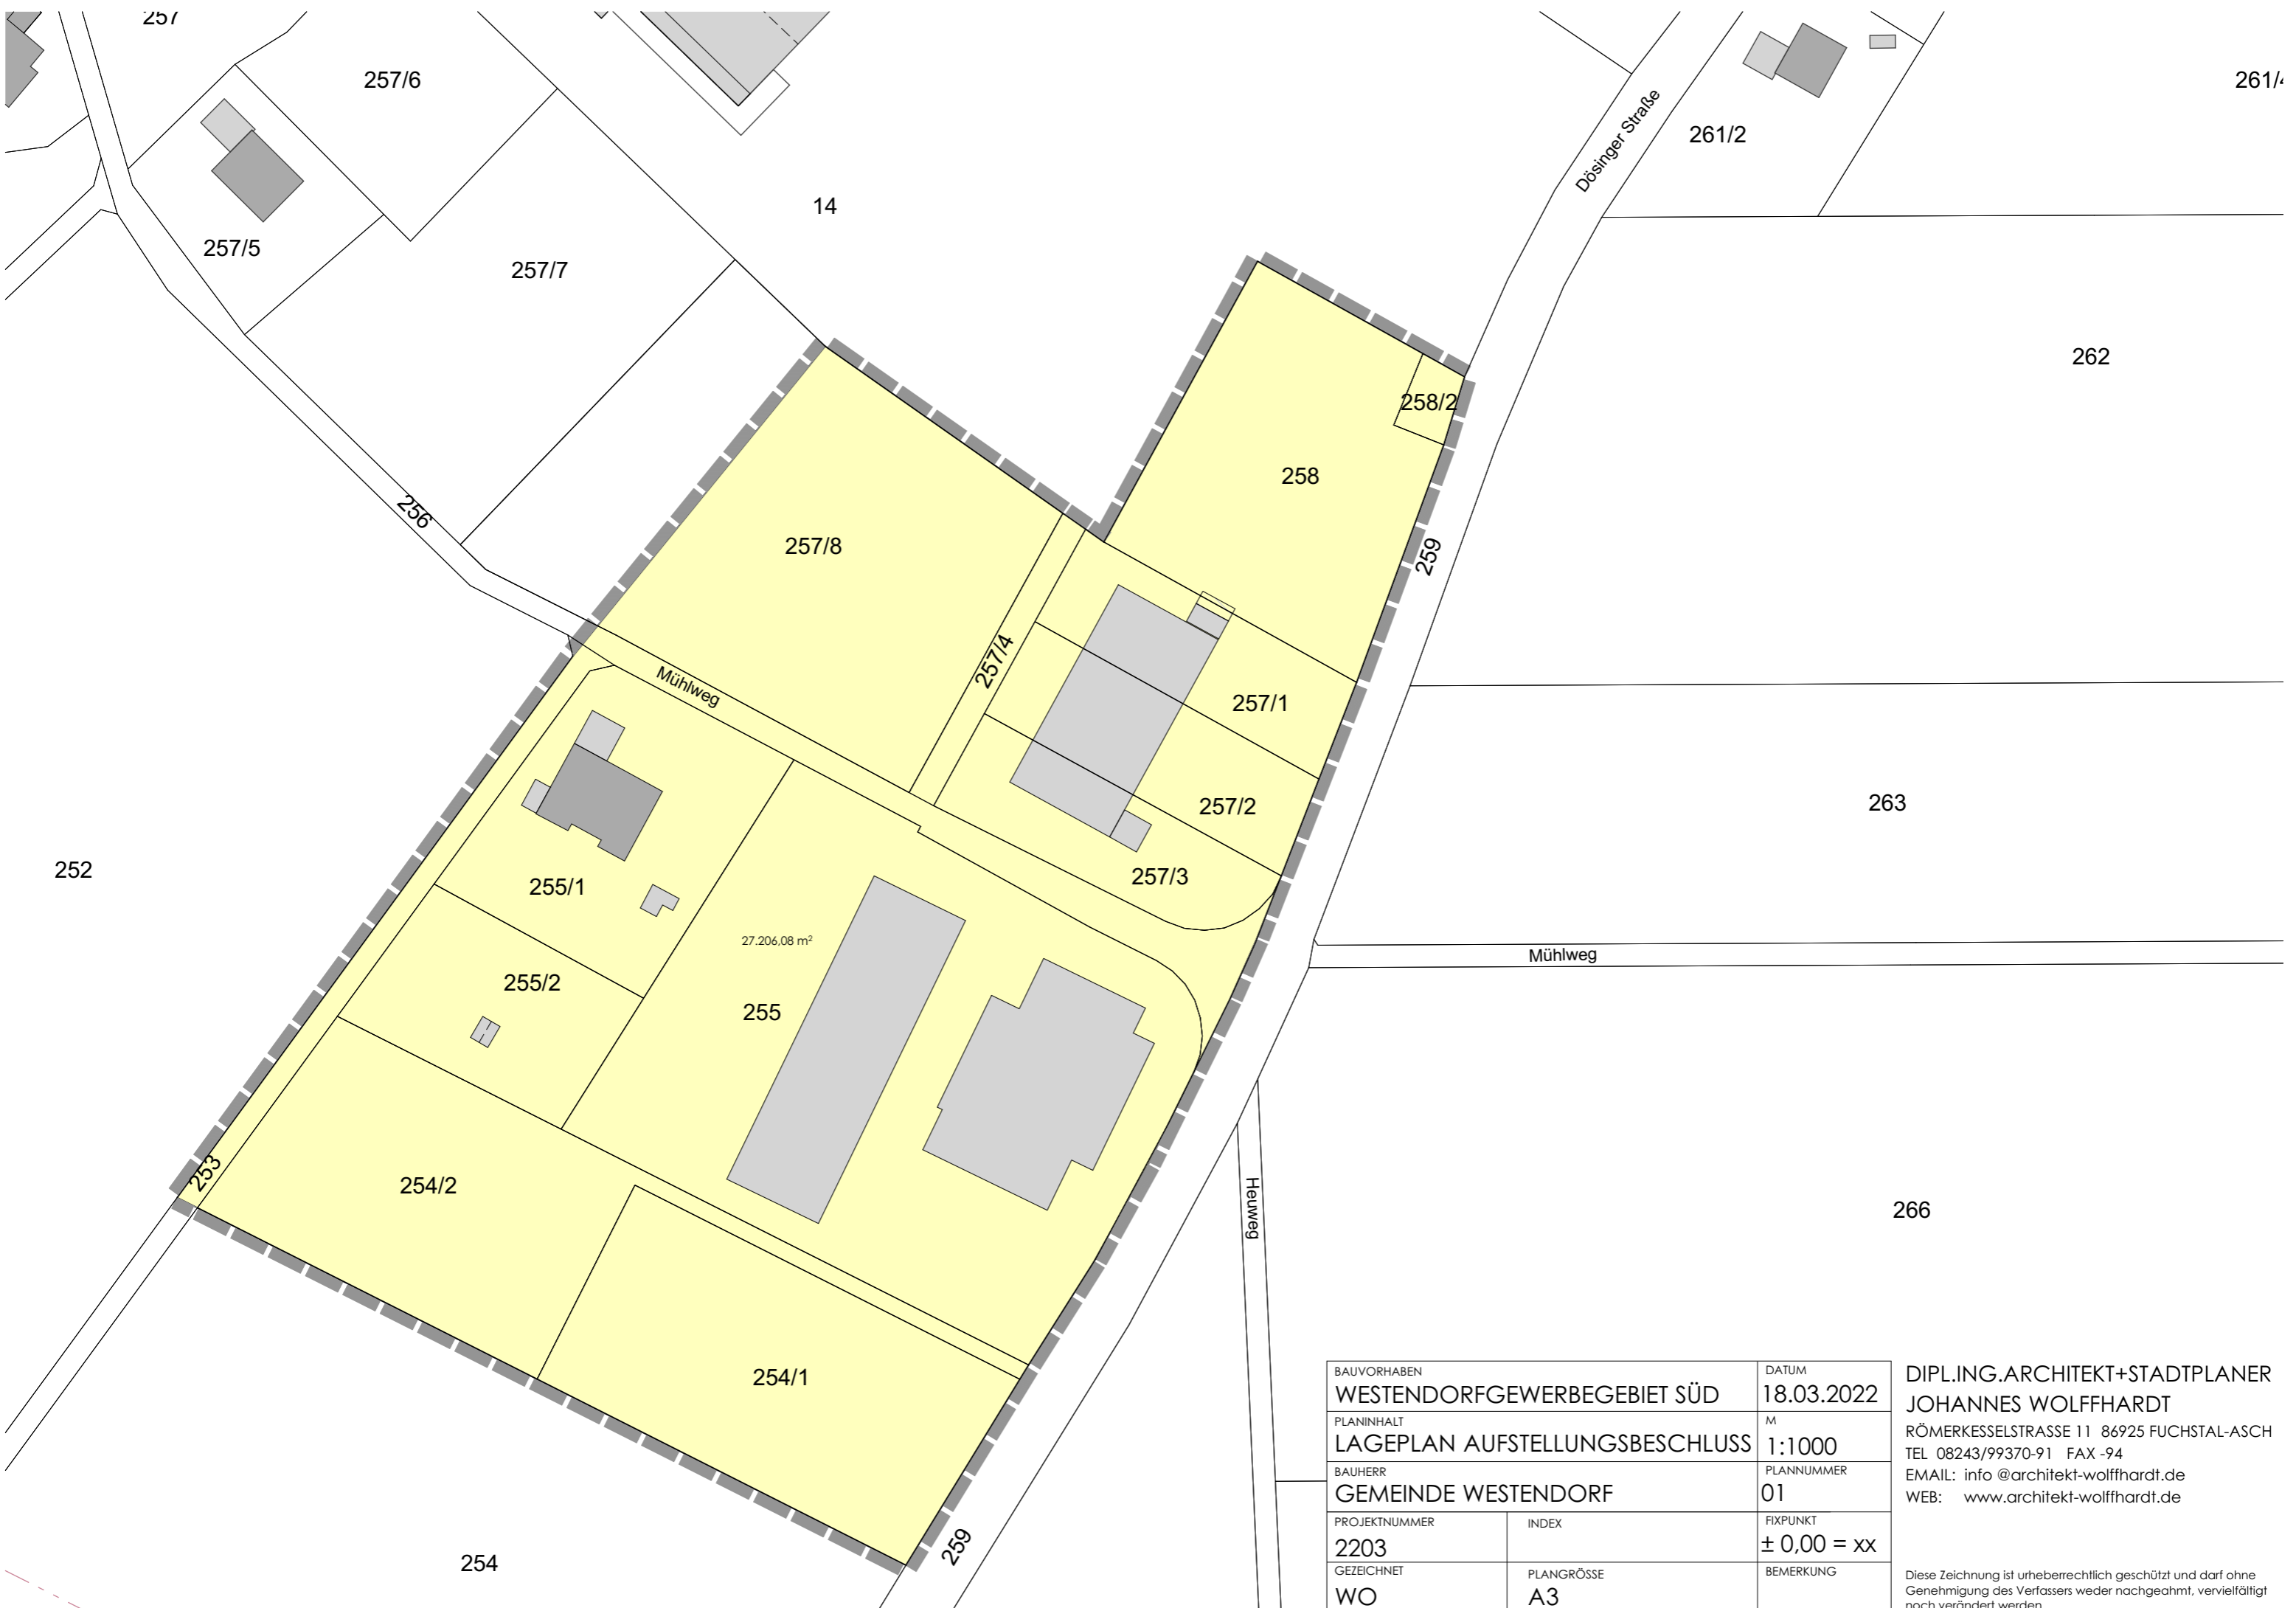 257
257/6
261/2
14
Dösinger Straße
257/5
257/7
262
258/2
258
256
257/8
259
257/4
Mühlweg
257/1
263
257/2
252
257/3
255/1
27.206,08 m²
Mühlweg
255/2
255
253
254/2
Heuweg
266
254/1
259
254
BAUVORHABEN
WESTENDORFGEWERBEGEBIET SÜD
DATUM
18.03.2022
PLANINHALT
LAGEPLAN AUFSTELLUNGSBESCHLUSS
M
1:1000
BAUHERR
GEMEINDE WESTENDORF
PLANNUMMER
01
PROJEKTNUMMER
2203
INDEX
FIXPUNKT
± 0,00 = xx
GEZEICHNET
WO
PLANGRÖSSE
A3
BEMERKUNG
DIPL.ING.ARCHITEKT+STADTPLANER
JOHANNES WOLFFHARDT
RÖMERKESSELSTRASSE 11 86925 FUCHSTAL-ASCH
TEL 08243/99370-91 FAX -94
EMAIL: info @architekt-wolffhardt.de
WEB: www.architekt-wolffhardt.de
Diese Zeichnung ist urheberrechtlich geschützt und darf ohne
Genehmigung des Verfassers weder nachgeahmt, vervielfältigt
noch verändert werden